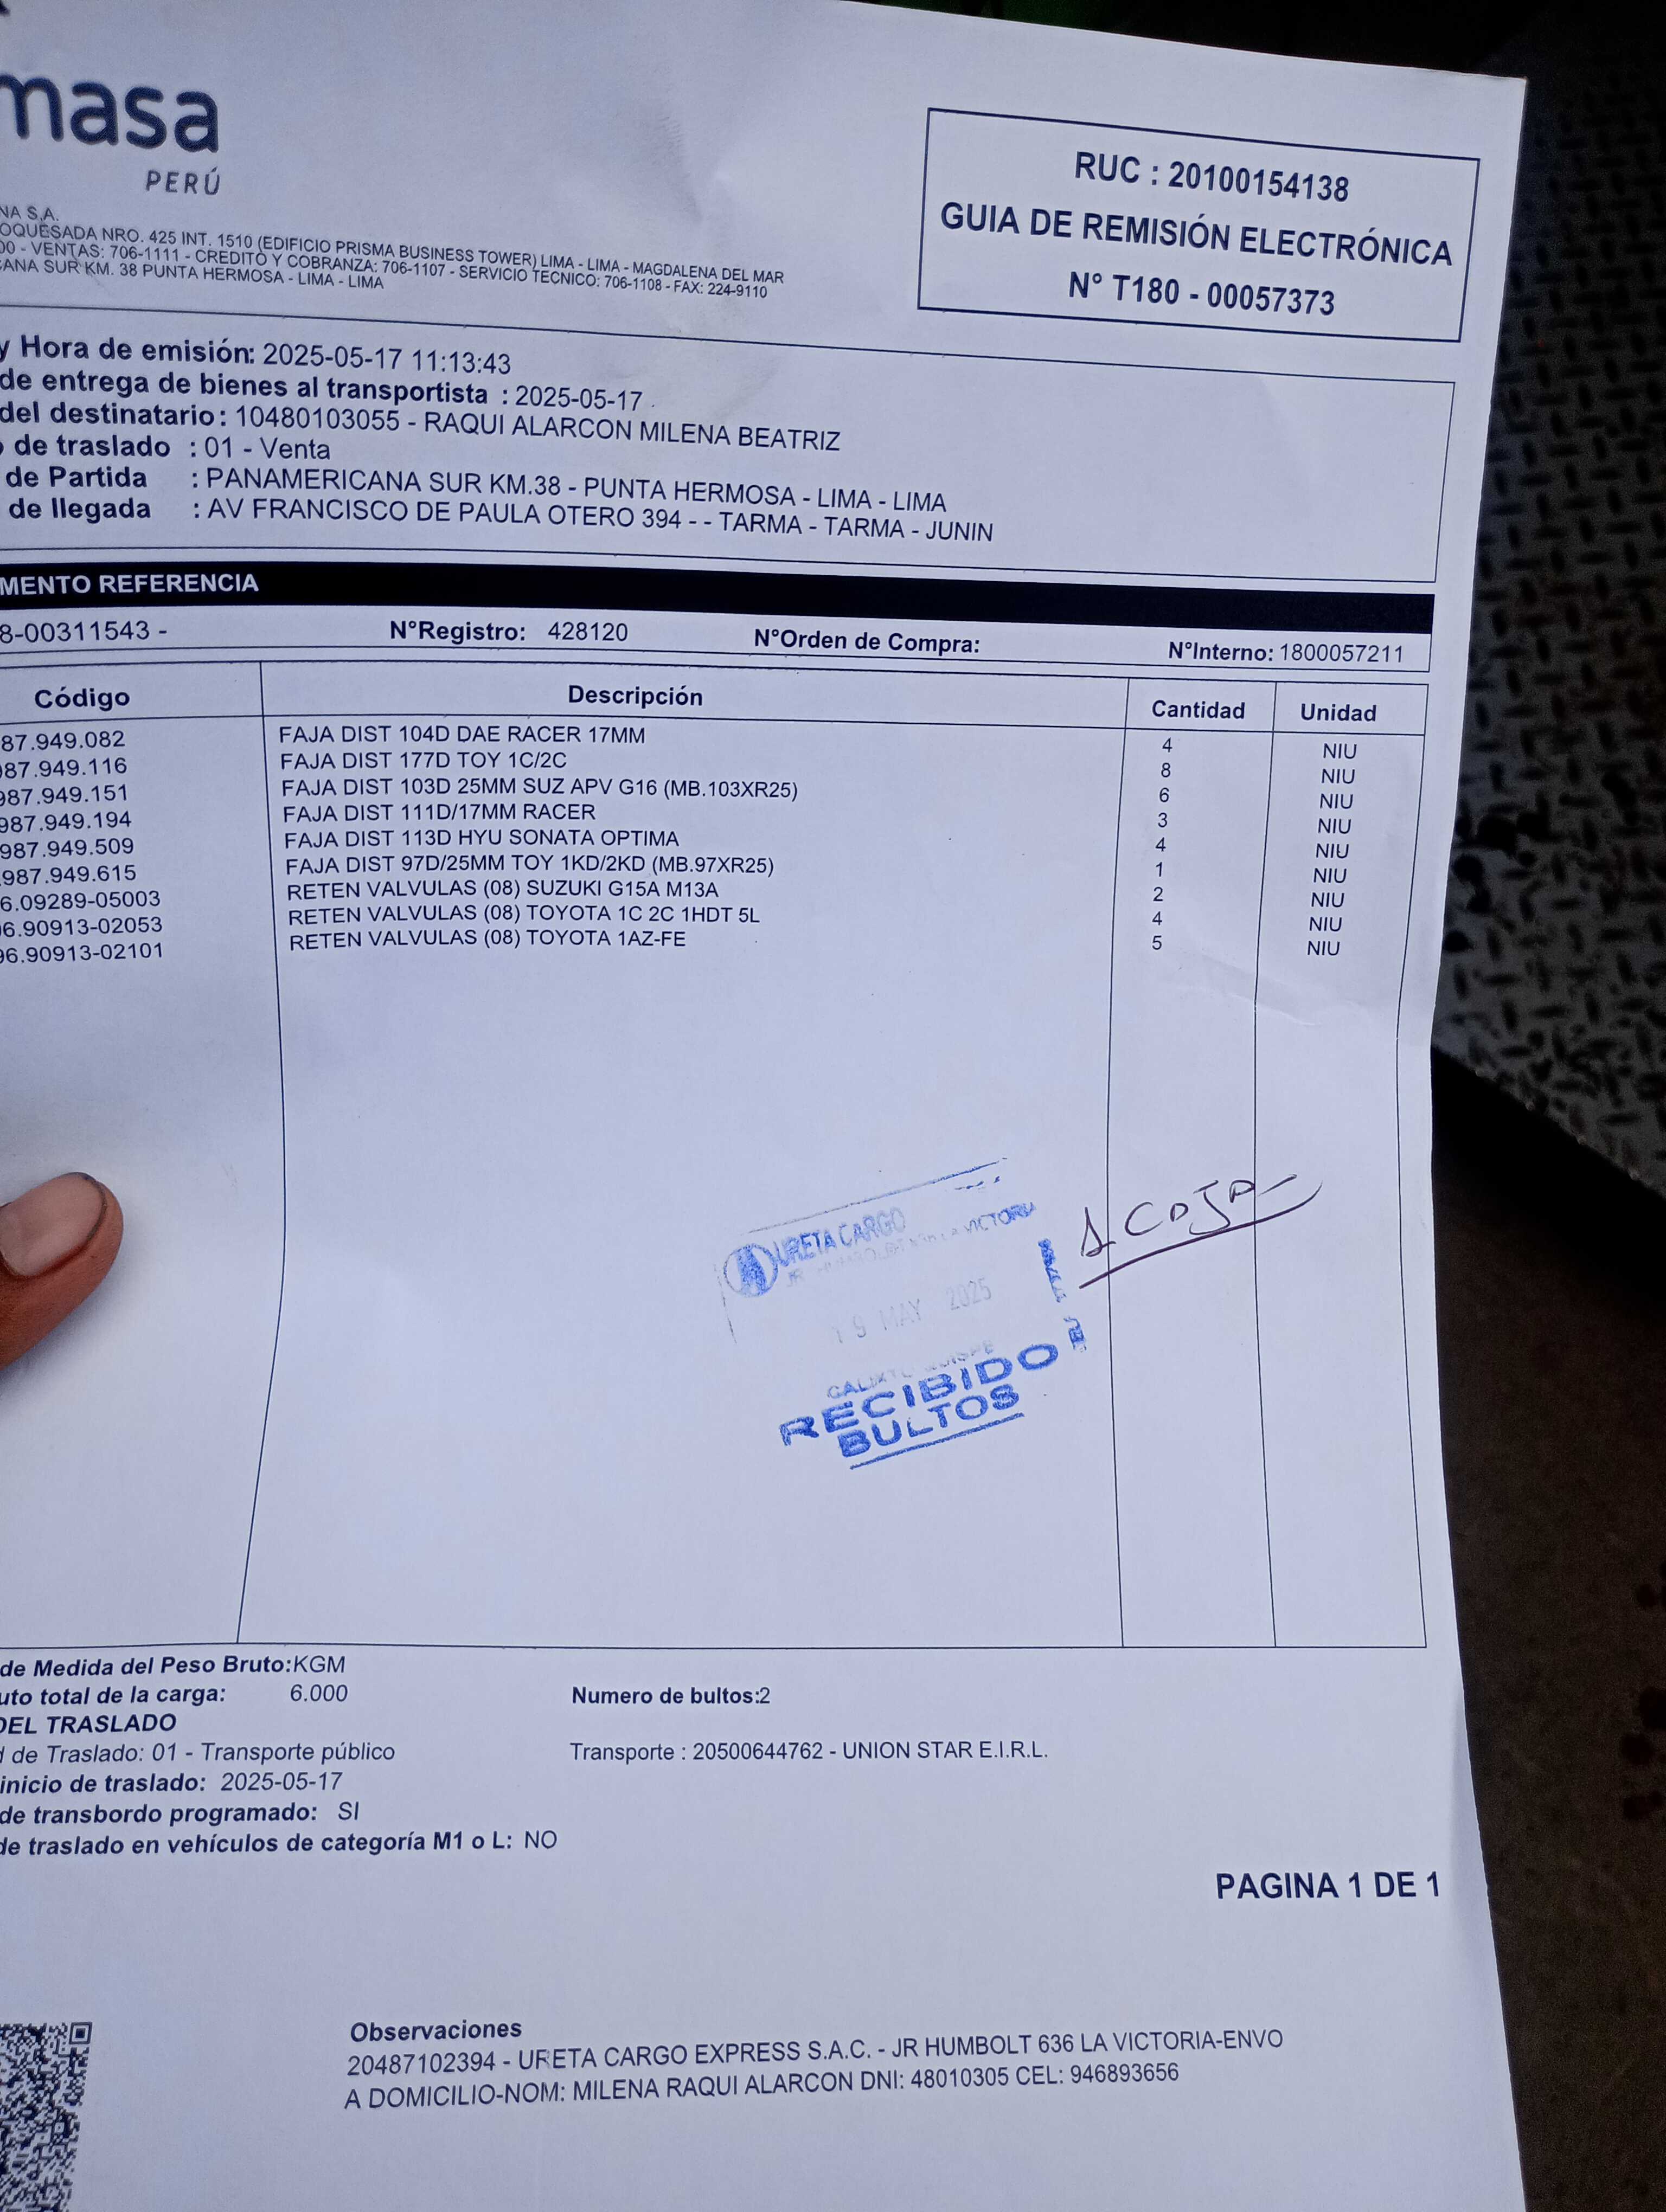 masa
PERÚ
RUC : 20100154138
GUIA DE REMISIÓN ELECTRÓNICA
N° T180 - 00057373
NA S.A.
OQUESADA NRO. 425 INT. 1510 (EDIFICIO PRISMA BUSINESS TOWER) LIMA - LIMA - MAGDALENA DEL MAR
00 - VENTAS: 706-1111 - CREDITO Y COBRANZA: 706-1107 - SERVICIO TECNICO: 706-1108 - FAX: 224-9110
CANA SUR KM. 38 PUNTA HERMOSA - LIMA - LIMA
y Hora de emisión: 2025-05-17 11:13:43
de entrega de bienes al transportista : 2025-05-17
del destinatario: 10480103055 - RAQUI ALARCON MILENA BEATRIZ
de traslado : 01 - Venta
de Partida : PANAMERICANA SUR KM.38 - PUNTA HERMOSA - LIMA - LIMA
de llegada : AV FRANCISCO DE PAULA OTERO 394 - - TARMA - TARMA - JUNIN
MENTO REFERENCIA
8-00311543 - N°Registro: 428120 N°Orden de Compra: N°Interno: 1800057211
Código Descripción Cantidad Unidad
87.949.082 FAJA DIST 104D DAE RACER 17MM 4 NIU
987.949.116 FAJA DIST 177D TOY 1C/2C 8 NIU
987.949.151 FAJA DIST 103D 25MM SUZ APV G16 (MB.103XR25) 6 NIU
987.949.194 FAJA DIST 111D/17MM RACER 3 NIU
987.949.509 FAJA DIST 113D HYU SONATA OPTIMA 4 NIU
.987.949.615 FAJA DIST 97D/25MM TOY 1KD/2KD (MB.97XR25) 1 NIU
6.09289-05003 RETEN VALVULAS (08) SUZUKI G15A M13A 2 NIU
06.90913-02053 RETEN VALVULAS (08) TOYOTA 1C 2C 1HDT 5L 4 NIU
96.90913-02101 RETEN VALVULAS (08) TOYOTA 1AZ-FE 5 NIU
1 CAJA
URETA CARGO
LA VICTORIA
19 MAY 2025
RECIBIDO
BULTOS
de Medida del Peso Bruto:KGM
uto total de la carga: 6.000 Numero de bultos:2
DEL TRASLADO
d de Traslado: 01 - Transporte público Transporte : 20500644762 - UNION STAR E.I.R.L.
inicio de traslado: 2025-05-17
de transbordo programado: SI
de traslado en vehículos de categoría M1 o L: NO
PAGINA 1 DE 1
Observaciones
20487102394 - URETA CARGO EXPRESS S.A.C. - JR HUMBOLT 636 LA VICTORIA-ENVO
A DOMICILIO-NOM: MILENA RAQUI ALARCON DNI: 48010305 CEL: 946893656